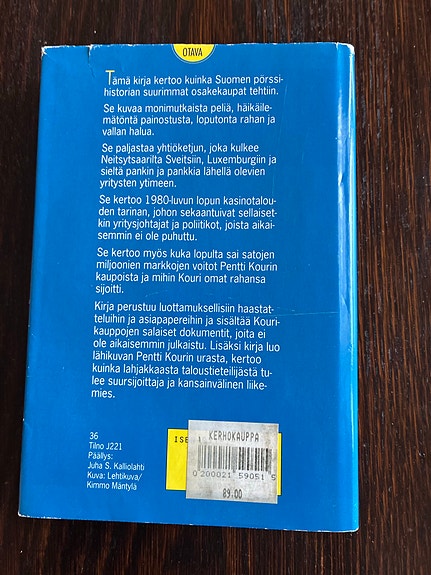 OTAVA
Tämä kirja kertoo kuinka Suomen pörssi-
historian suurimmat osakekaupat tehtiin.
Se kuvaa monimutkaista peliä, häikäile-
mätöntä painostusta, loputonta rahan ja
vallan halua.
Se paljastaa yhtiöketjun, joka kulkee
Neitsytsaarilta Sveitsiin, Luxemburgiin ja
sieltä pankin ja pankkia lähellä olevien
yritysten ytimeen.
Se kertoo 1980-luvun lopun kasinotalou-
den tarinan, johon sekaantuivat sellaiset-
kin yritysjohtajat ja poliitikot, joista aikai-
semmin ei ole puhuttu.
Se kertoo myös kuka lopulta sai satojen
miljoonien markkojen voitot Pentti Kourin
kaupoista ja mihin Kouri omat rahansa
sijoitti.
Kirja perustuu luottamuksellisiin haastat-
teluihin ja asiapapereihin ja sisältää Kouri-
kauppojen salaiset dokumentit, joita ei
ole aikaisemmin julkaistu. Lisäksi kirja luo
lähikuvan Pentti Kourin urasta, kertoo
kuinka lahjakkaasta taloustieteilijästä tu-
lee suursijoittaja ja kansainvälinen liike-
mies.
36
Tilno J221
Päällys:
Juha S. Kalliolahti
Kuva: Lehtikuva/
Kimmo Mäntylä
KERHOKAUPPA
0 200021 59051 5
89.00